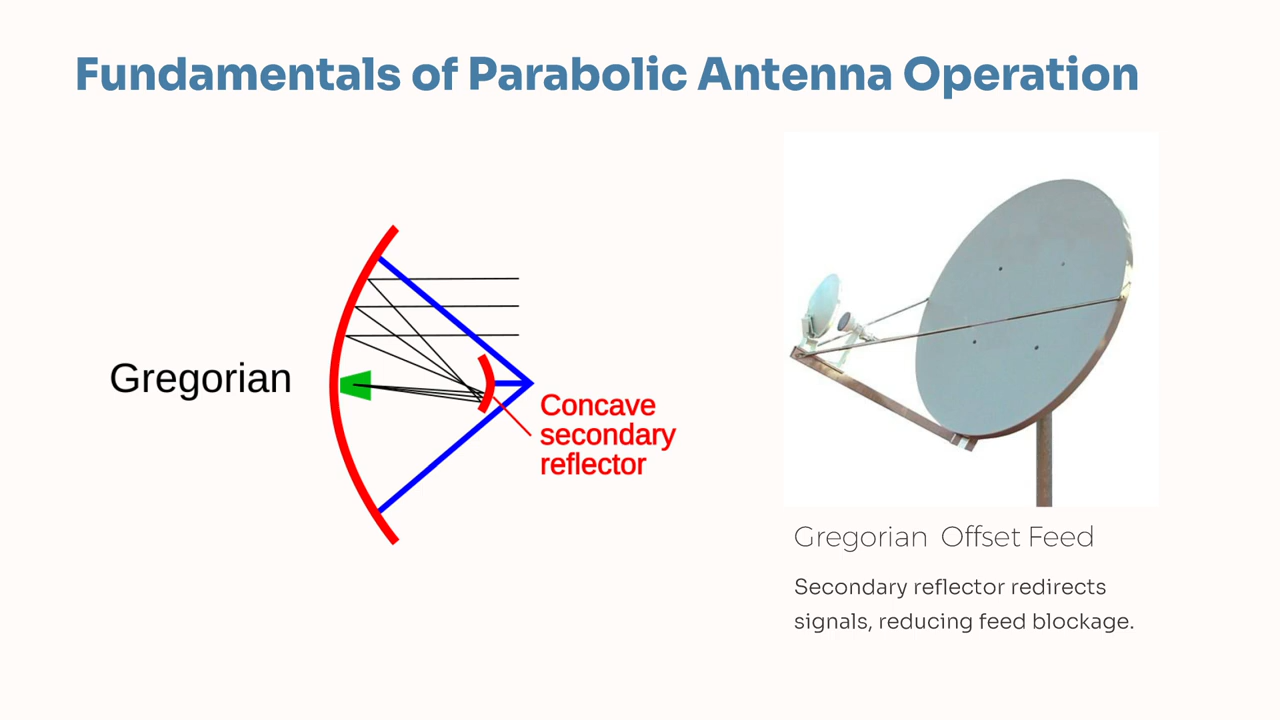 Fundamentals of Parabolic Antenna Operation
Gregorian
Concave
secondary
reflector
Gregorian Offset Feed
Secondary reflector redirects
signals, reducing feed blockage.